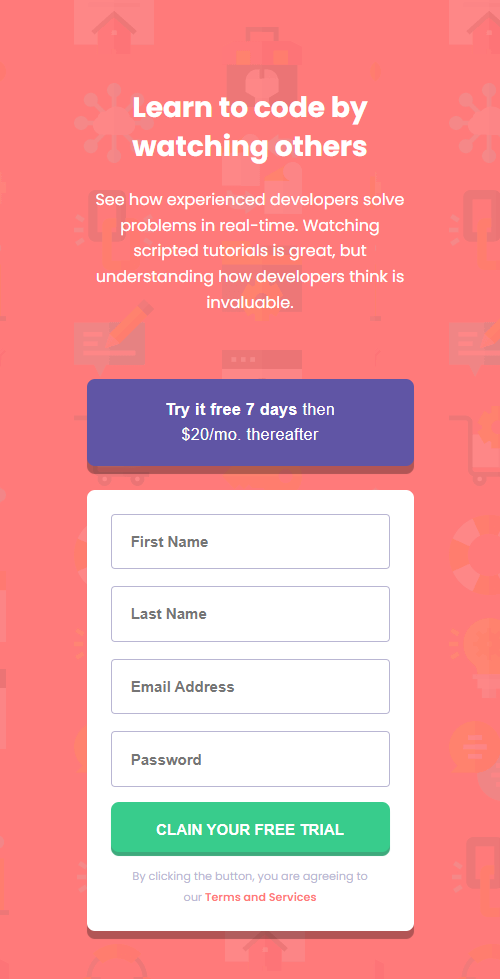 Learn to code by
watching others
See how experienced developers solve
problems in real-time. Watching
scripted tutorials is great, but
understanding how developers think is
invaluable.
Try it free 7 days then
$20/mo. thereafter
First Name
Last Name
Email Address
Password
CLAIN YOUR FREE TRIAL
By clicking the button, you are agreeing to
our Terms and Services